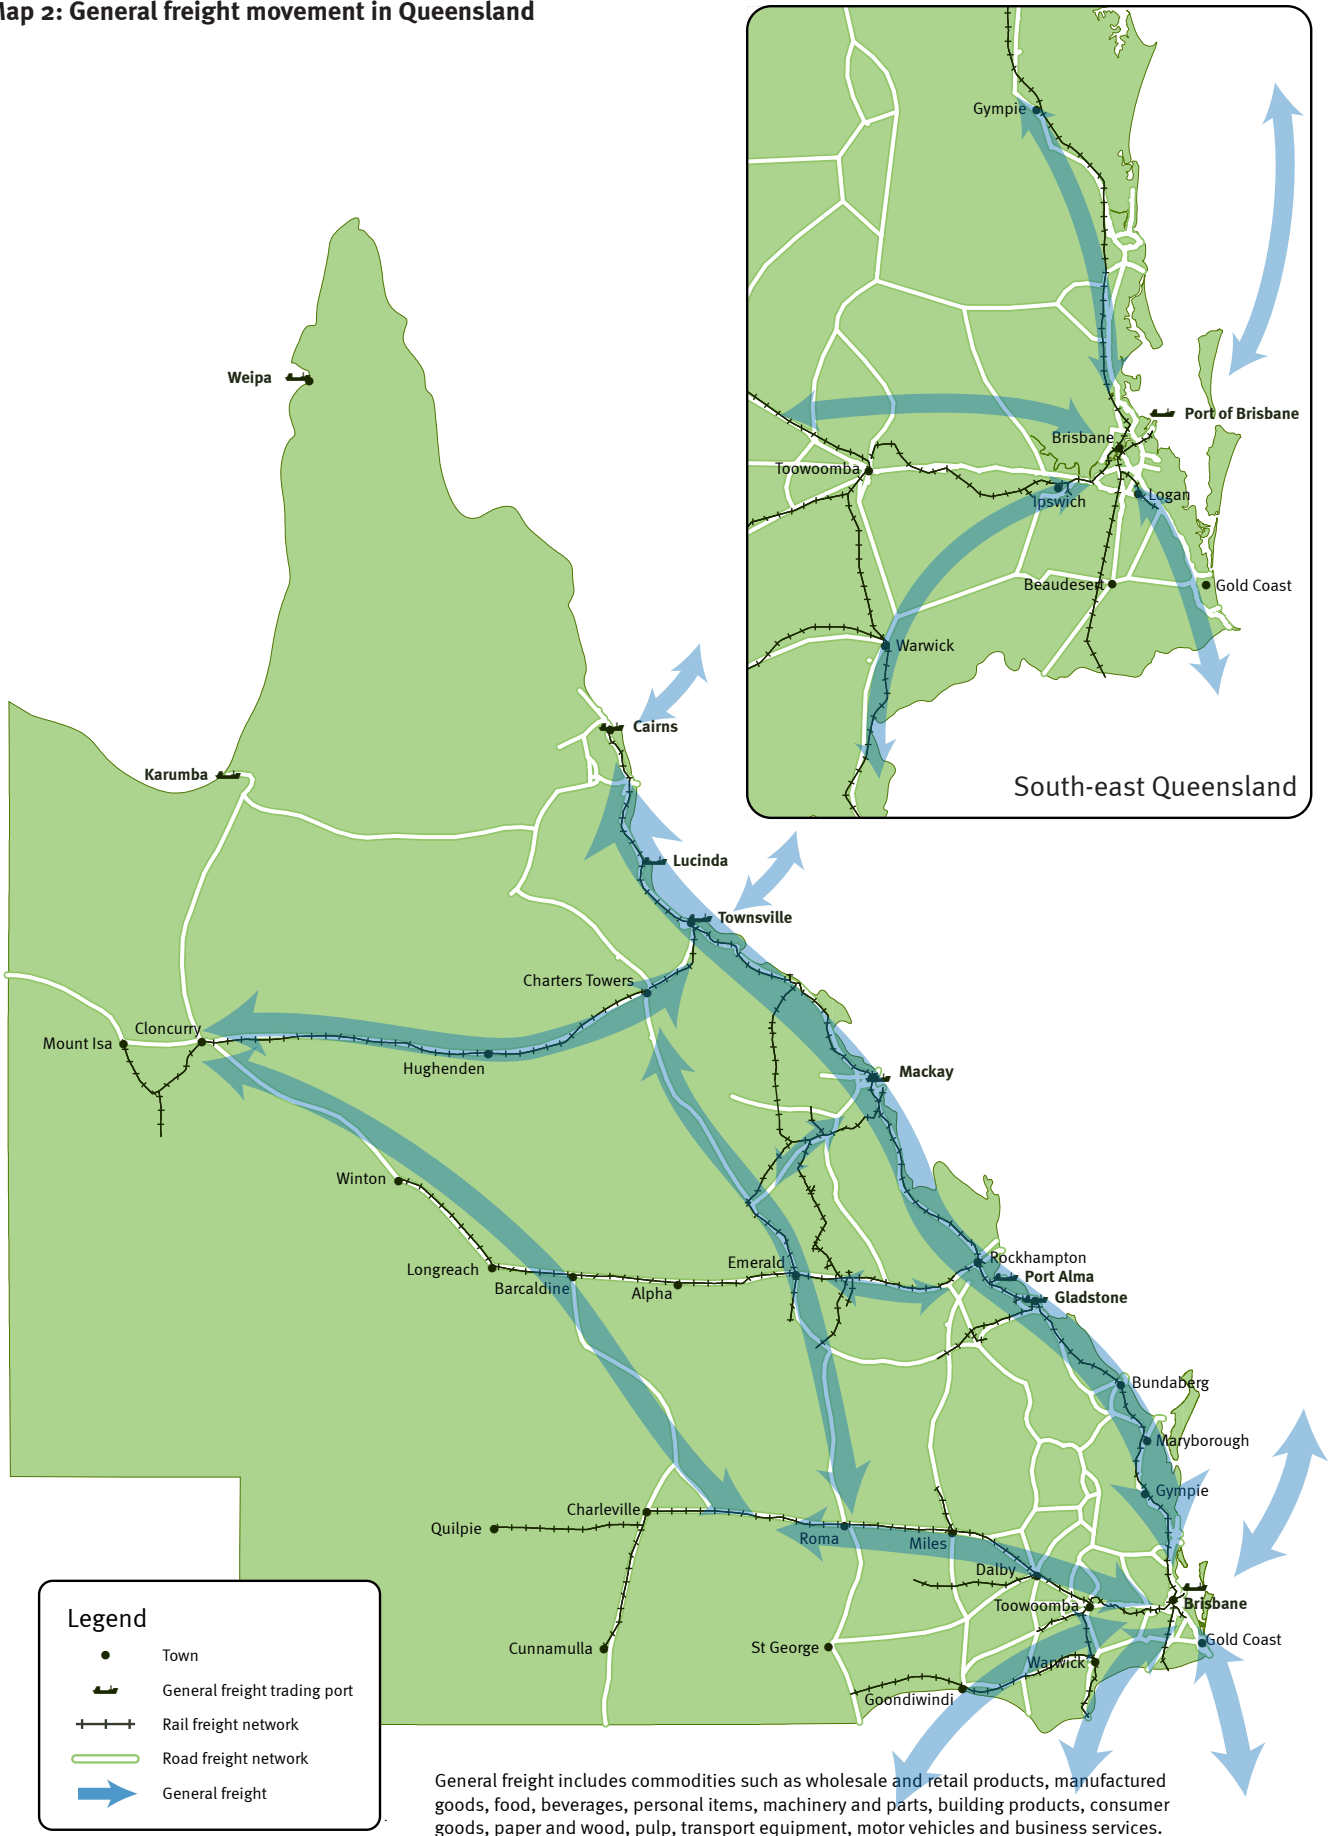 Map 2: General freight movement in Queensland
Gympie
Port of Brisbane
Brisbane
Toowoomba
Ipswich
Logan
Beaudesert
Gold Coast
Warwick
South-east Queensland
Weipa
Cairns
Karumba
Lucinda
Townsville
Charters Towers
Cloncurry
Mount Isa
Hughenden
Mackay
Winton
Longreach
Barcaldine
Alpha
Emerald
Rockhampton
Port Alma
Gladstone
Bundaberg
Maryborough
Gympie
Charleville
Quilpie
Roma
Miles
Dalby
Toowoomba
Brisbane
Gold Coast
Cunnamulla
St George
Warwick
Goondiwindi
Legend
Town
General freight trading port
Rail freight network
Road freight network
General freight
General freight includes commodities such as wholesale and retail products, manufactured
goods, food, beverages, personal items, machinery and parts, building products, consumer
goods, paper and wood, pulp, transport equipment, motor vehicles and business services.